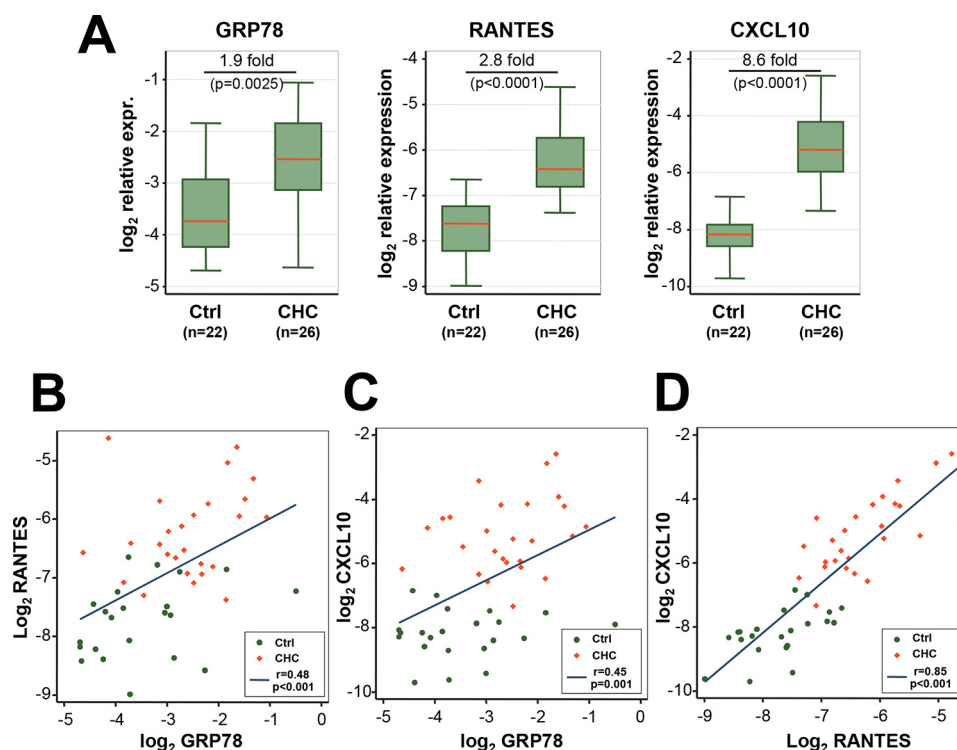 A
GRP78
RANTES
CXCL10
1.9 fold
(p=0.0025)
2.8 fold
(p<0.0001)
8.6 fold
(p<0.0001)
log2 relative expr.
-1
-2
-3
-4
-5
log2 relative expression
-4
-5
-6
-7
-8
-9
log2 relative expression
-2
-4
-6
-8
-10
Ctrl CHC
(n=22) (n=26)
Ctrl CHC
(n=22) (n=26)
Ctrl CHC
(n=22) (n=26)
B
Log2 RANTES
-5
-6
-7
-8
-9
Ctrl
CHC
r=0.48
p<0.001
-5 -4 -3 -2 -1 0
log2 GRP78
C
log2 CXCL10
-2
-4
-6
-8
-10
Ctrl
CHC
r=0.45
p=0.001
-5 -4 -3 -2 -1 0
log2 GRP78
D
log2 CXCL10
-2
-4
-6
-8
-10
Ctrl
CHC
r=0.85
p<0.001
-9 -8 -7 -6 -5
Log2 RANTES